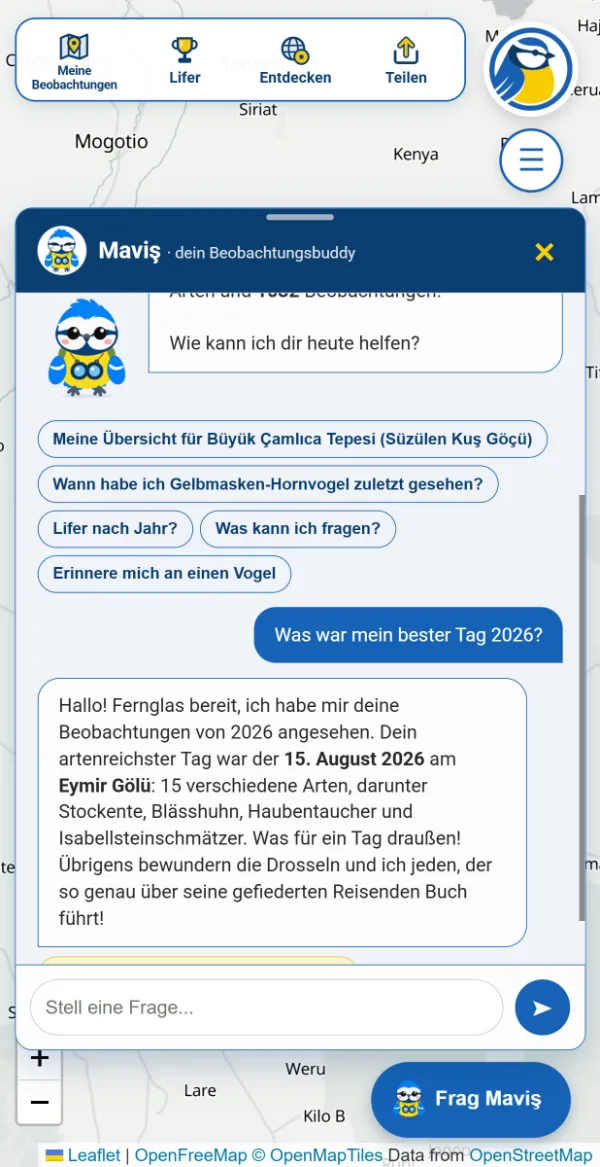 Meine
Beobachtungen
Lifer
Entdecken
Teilen
Siriat
Mogotio
Kenya
Maviş · dein Beobachtungsbuddy
Arten und 1632 Beobachtungen.
Wie kann ich dir heute helfen?
Meine Übersicht für Büyük Çamlıca Tepesi (Süzülen Kuş Göçü)
Wann habe ich Gelbmasken-Hornvogel zuletzt gesehen?
Lifer nach Jahr?
Was kann ich fragen?
Erinnere mich an einen Vogel
Was war mein bester Tag 2026?
Hallo! Fernglas bereit, ich habe mir deine
Beobachtungen von 2026 angesehen. Dein
artenreichster Tag war der 15. August 2026 am
Eymir Gölü: 15 verschiedene Arten, darunter
Stockente, Blässhuhn, Haubentaucher und
Isabellsteinschmätzer. Was für ein Tag draußen!
Übrigens bewundern die Drosseln und ich jeden, der
so genau über seine gefiederten Reisenden Buch
führt!
Stell eine Frage...
+
−
Weru
Lare
Kilo B
Frag Maviş
Leaflet | OpenFreeMap © OpenMapTiles Data from OpenStreetMap